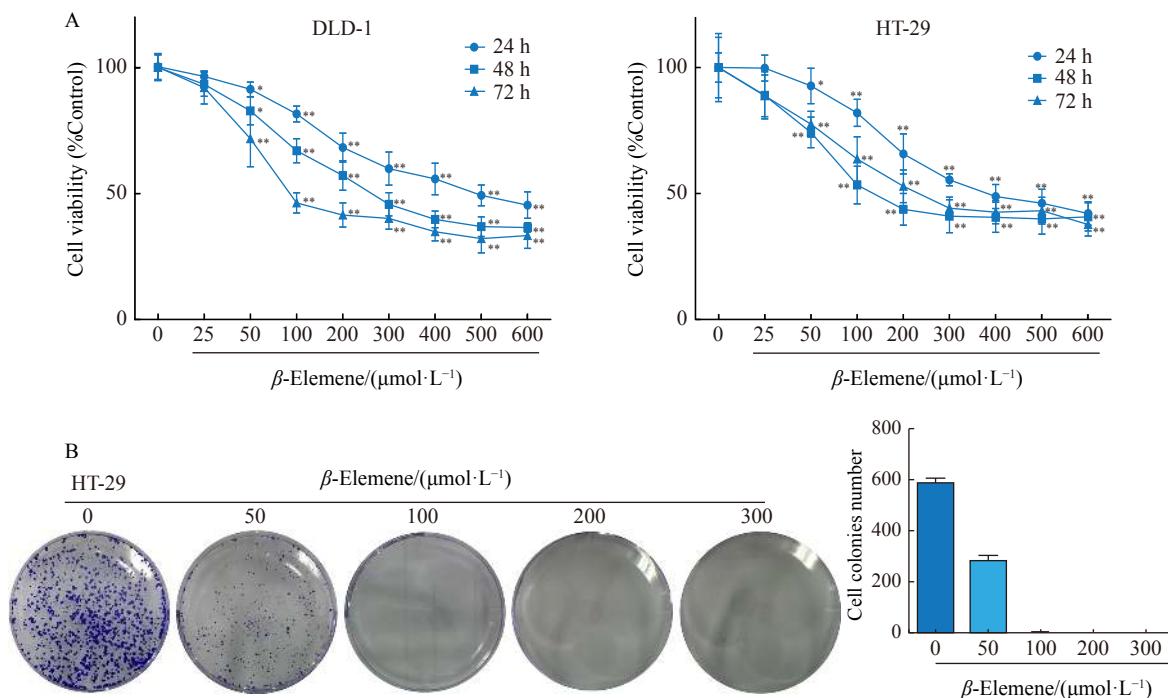 A
DLD-1
24 h
48 h
72 h
Cell viability (%Control)
100
50
0
* ** ** ** ** ** **
* ** ** ** ** ** **
** ** ** ** ** ** **
0 25 50 100 200 300 400 500 600
β-Elemene/(μmol·L⁻¹)
HT-29
24 h
48 h
72 h
Cell viability (%Control)
100
50
0
* ** ** ** ** ** **
** ** ** ** ** ** **
** ** ** ** ** ** **
0 25 50 100 200 300 400 500 600
β-Elemene/(μmol·L⁻¹)
B
HT-29
β-Elemene/(μmol·L⁻¹)
0 50 100 200 300
Cell colonies number
800
600
400
200
0
0 50 100 200 300
β-Elemene/(μmol·L⁻¹)